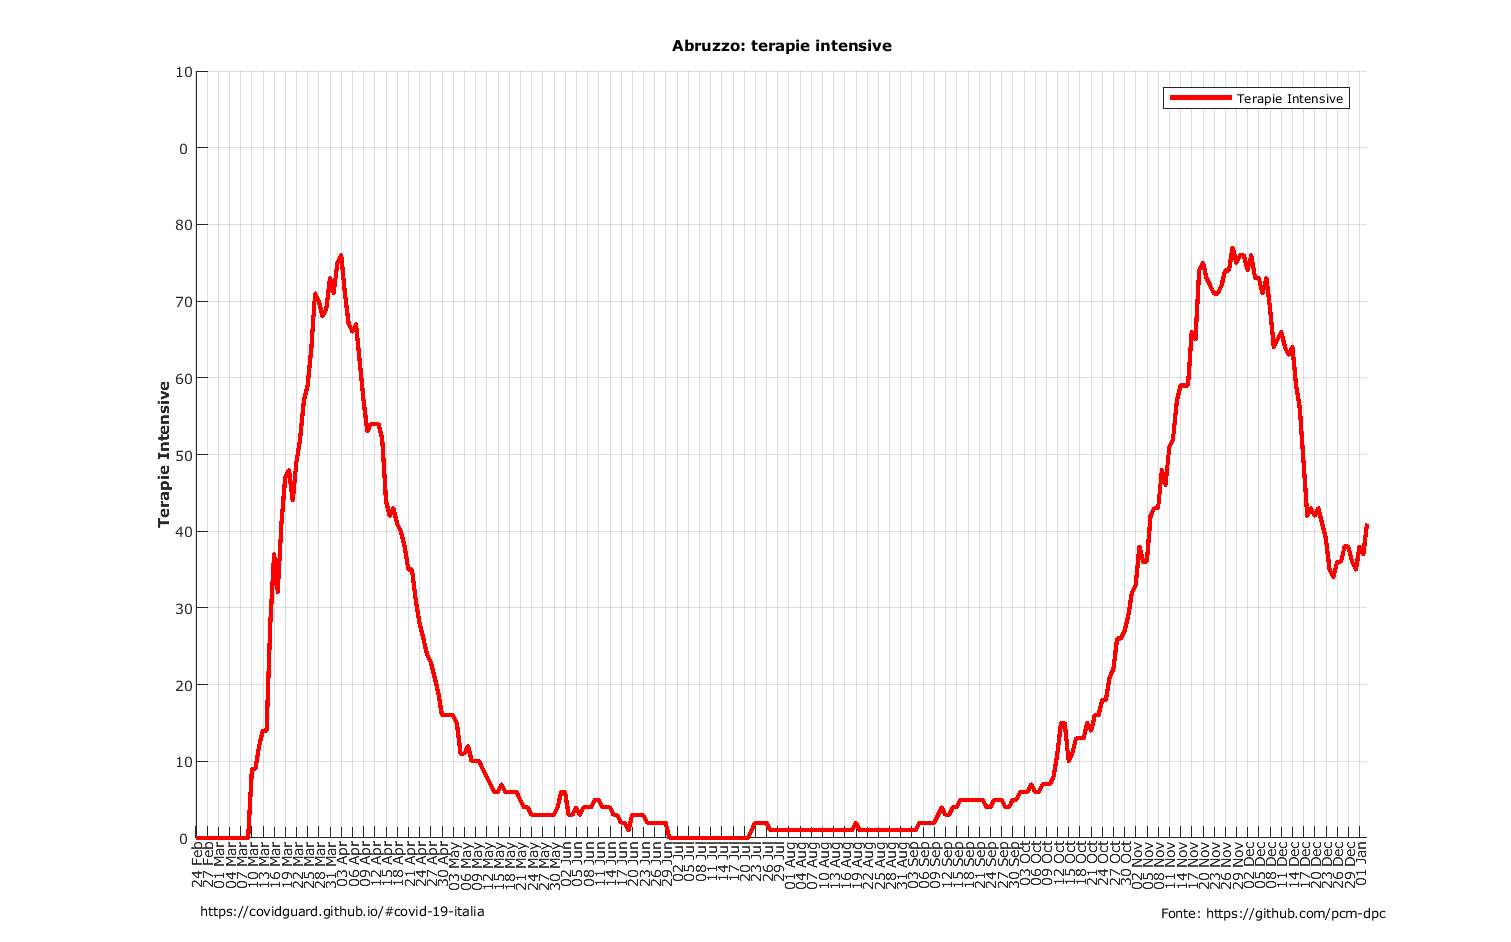 Abruzzo: terapie intensive
10
0
80
70
60
50
40
30
20
10
0
Terapie Intensive
Terapie Intensive
24 Feb
27 Feb
01 Mar
04 Mar
07 Mar
10 Mar
13 Mar
16 Mar
19 Mar
22 Mar
25 Mar
28 Mar
31 Mar
03 Apr
06 Apr
09 Apr
12 Apr
15 Apr
18 Apr
21 Apr
24 Apr
27 Apr
30 Apr
03 May
06 May
09 May
12 May
15 May
18 May
21 May
24 May
27 May
30 May
02 Jun
05 Jun
08 Jun
11 Jun
14 Jun
17 Jun
20 Jun
23 Jun
26 Jun
29 Jun
02 Jul
05 Jul
08 Jul
11 Jul
14 Jul
17 Jul
20 Jul
23 Jul
26 Jul
29 Jul
01 Aug
04 Aug
07 Aug
10 Aug
13 Aug
16 Aug
19 Aug
22 Aug
25 Aug
28 Aug
31 Aug
03 Sep
06 Sep
09 Sep
12 Sep
15 Sep
18 Sep
21 Sep
24 Sep
27 Sep
30 Sep
03 Oct
06 Oct
09 Oct
12 Oct
15 Oct
18 Oct
21 Oct
24 Oct
27 Oct
30 Oct
02 Nov
05 Nov
08 Nov
11 Nov
14 Nov
17 Nov
20 Nov
23 Nov
26 Nov
29 Nov
02 Dec
05 Dec
08 Dec
11 Dec
14 Dec
17 Dec
20 Dec
23 Dec
26 Dec
29 Dec
01 Jan
https://covidguard.github.io/#covid-19-italia
Fonte: https://github.com/pcm-dpc